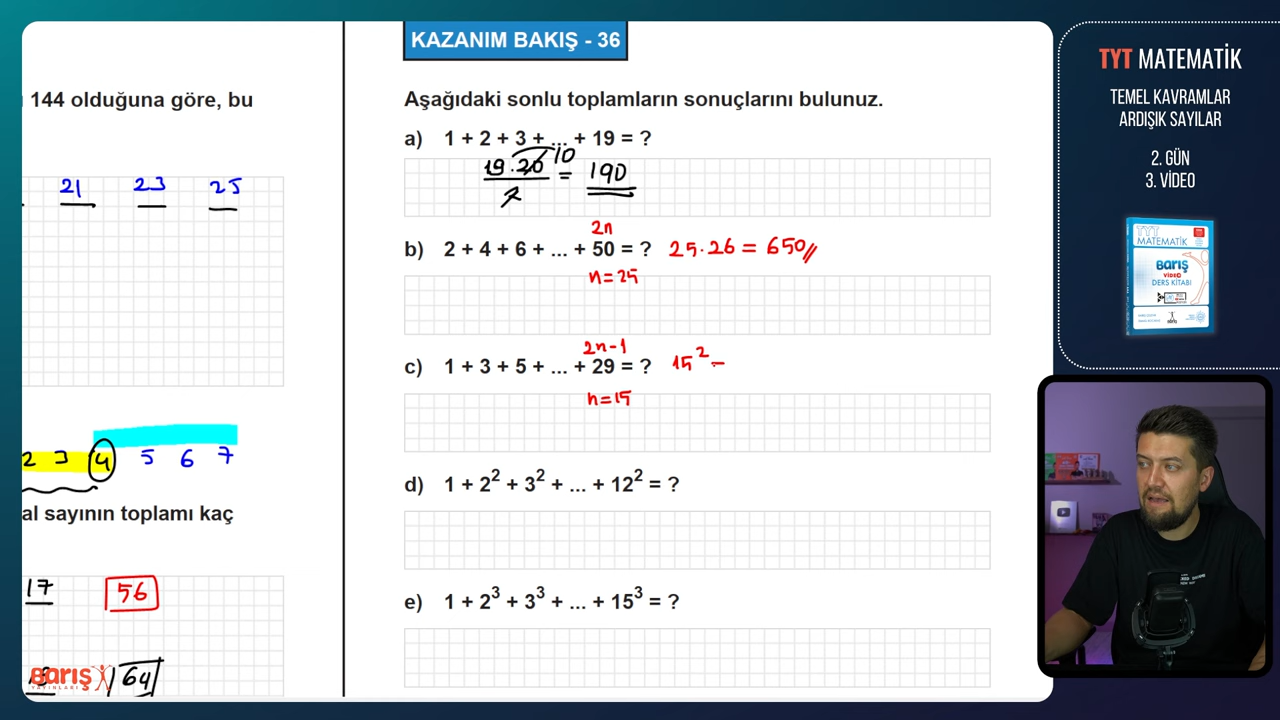 144 olduğuna göre, bu
21 23 25
2 3 4 5 6 7
al sayının toplamı kaç
17 56
64
BARIŞ
YAYINLARI
KAZANIM BAKIŞ - 36
Aşağıdaki sonlu toplamların sonuçlarını bulunuz.
a) 1 + 2 + 3 + ... + 19 = ?
19.20 10 = 190
2
2n
b) 2 + 4 + 6 + ... + 50 = ? 25.26 = 650//
n=25
2n-1
c) 1 + 3 + 5 + ... + 29 = ? 15² =
n=15
d) 1 + 2² + 3² + ... + 12² = ?
e) 1 + 2³ + 3³ + ... + 15³ = ?
TYT MATEMATİK
TEMEL KAVRAMLAR
ARDIŞIK SAYILAR
2. GÜN
3. VİDEO
TYT
MATEMATİK
BARIŞ
VİDEO
DERS KİTABI